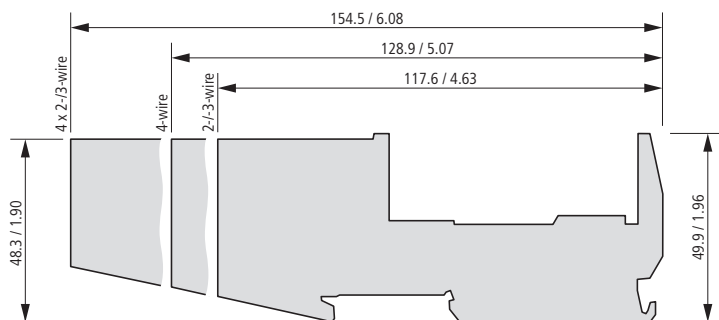 154.5 / 6.08
128.9 / 5.07
117.6 / 4.63
4 x 2-/3-wire
4-wire
2-/-3-wire
48.3 / 1.90
49.9 / 1.96